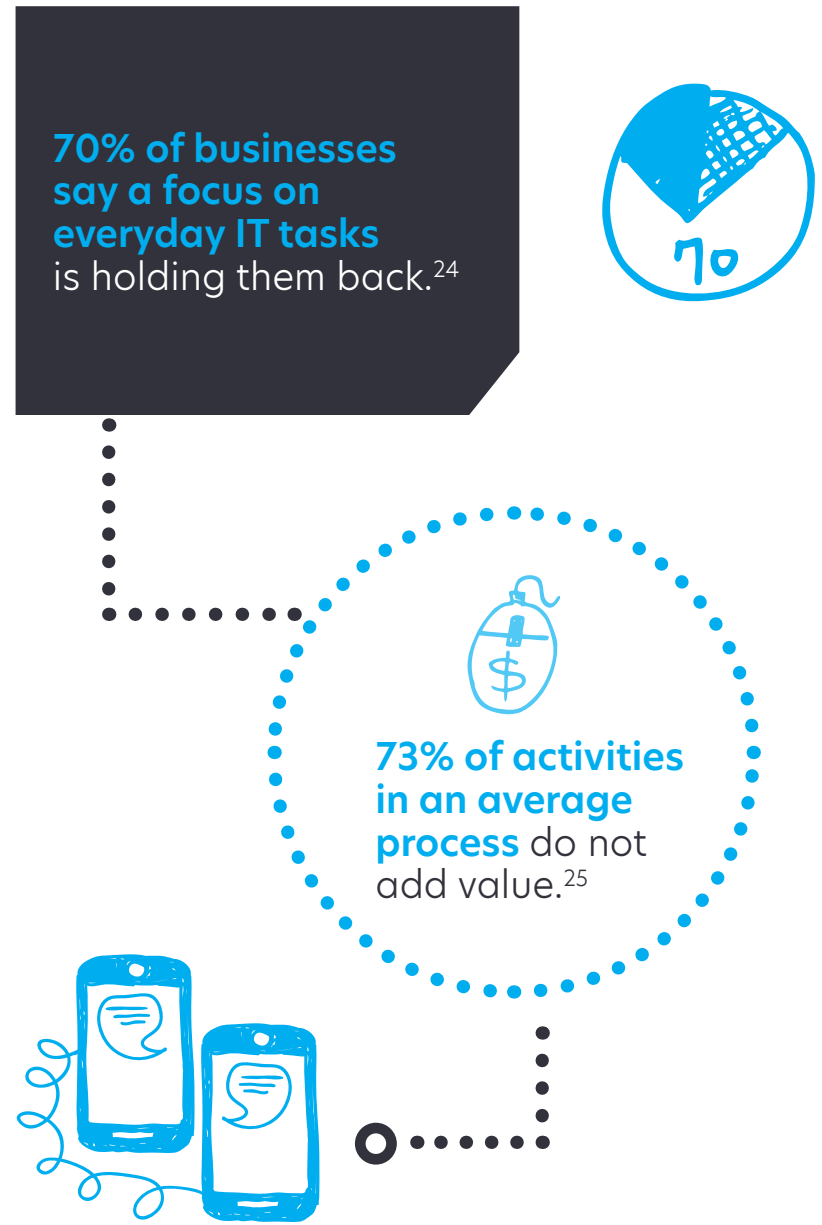 70% of businesses
say a focus on
everyday IT tasks
is holding them back.24
70
$
73% of activities
in an average
process do not
add value.25